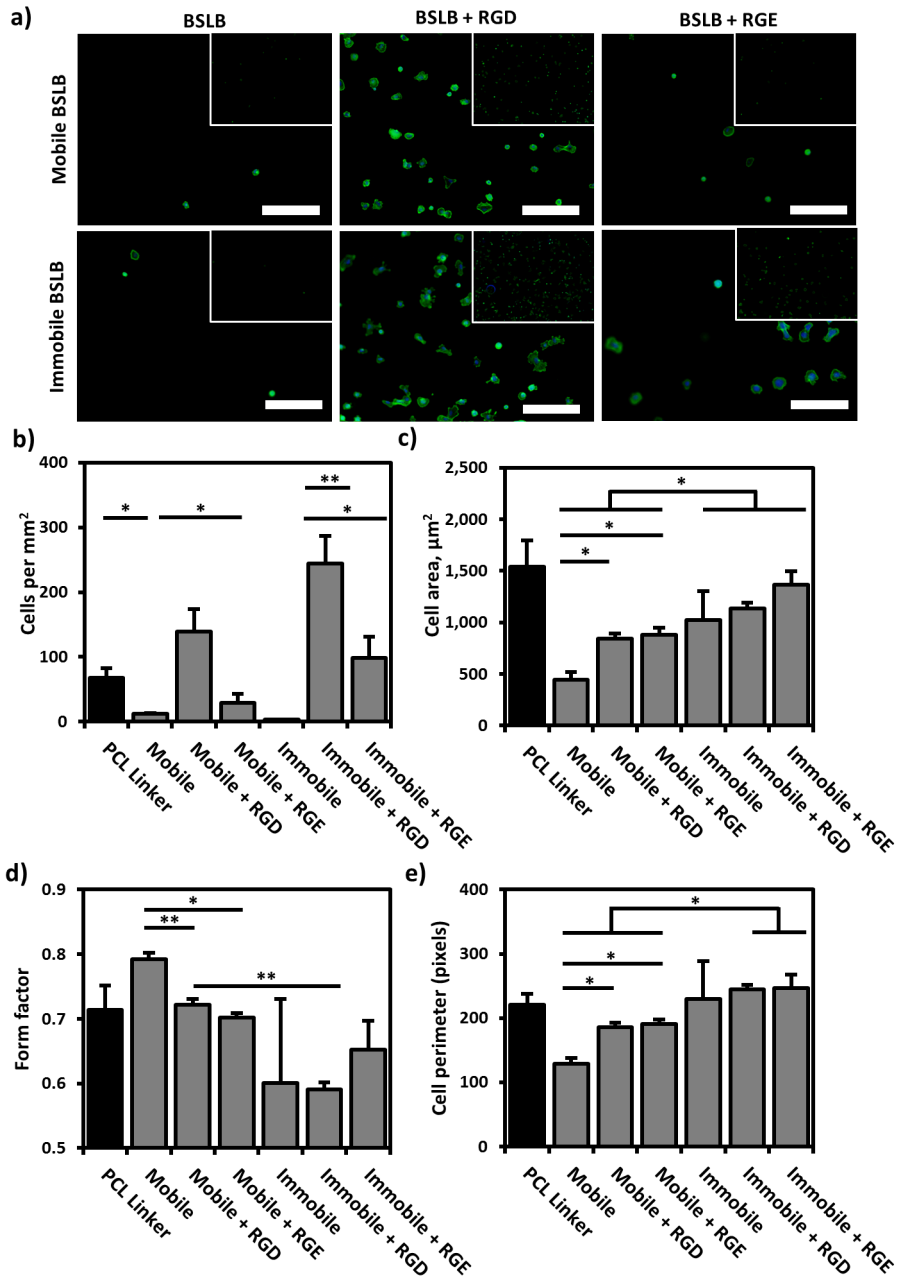 a)
BSLB
BSLB + RGD
BSLB + RGE
Mobile BSLB
Immobile BSLB
b)
Cells per mm²
400
300
200
100
0
*
*
**
*
PCL Linker
Mobile
Mobile + RGD
Mobile + RGE
Immobile
Immobile + RGD
Immobile + RGE
c)
Cell area, μm²
2,500
2,000
1,500
1,000
500
0
*
*
*
PCL Linker
Mobile
Mobile + RGD
Mobile + RGE
Immobile
Immobile + RGD
Immobile + RGE
d)
Form factor
0.9
0.8
0.7
0.6
0.5
*
**
**
PCL Linker
Mobile
Mobile + RGD
Mobile + RGE
Immobile
Immobile + RGD
Immobile + RGE
e)
Cell perimeter (pixels)
400
300
200
100
0
*
*
*
PCL Linker
Mobile
Mobile + RGD
Mobile + RGE
Immobile
Immobile + RGD
Immobile + RGE